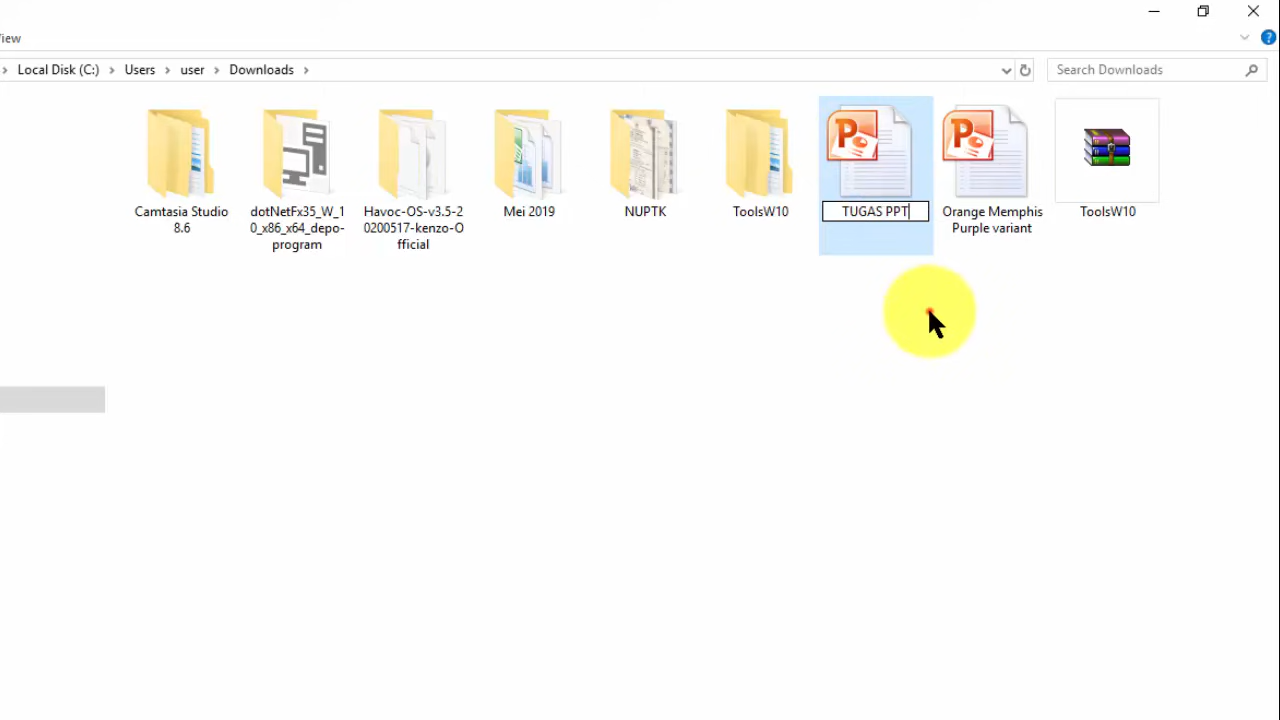 iew
Local Disk (C:) Users user Downloads
Search Downloads
Camtasia Studio
8.6
dotNetFx35_W_1
0_x86_x64_depo-
program
Havoc-OS-v3.5-2
0200517-kenzo-O
fficial
Mei 2019
NUPTK
ToolsW10
TUGAS PPT
Orange Memphis
Purple variant
ToolsW10